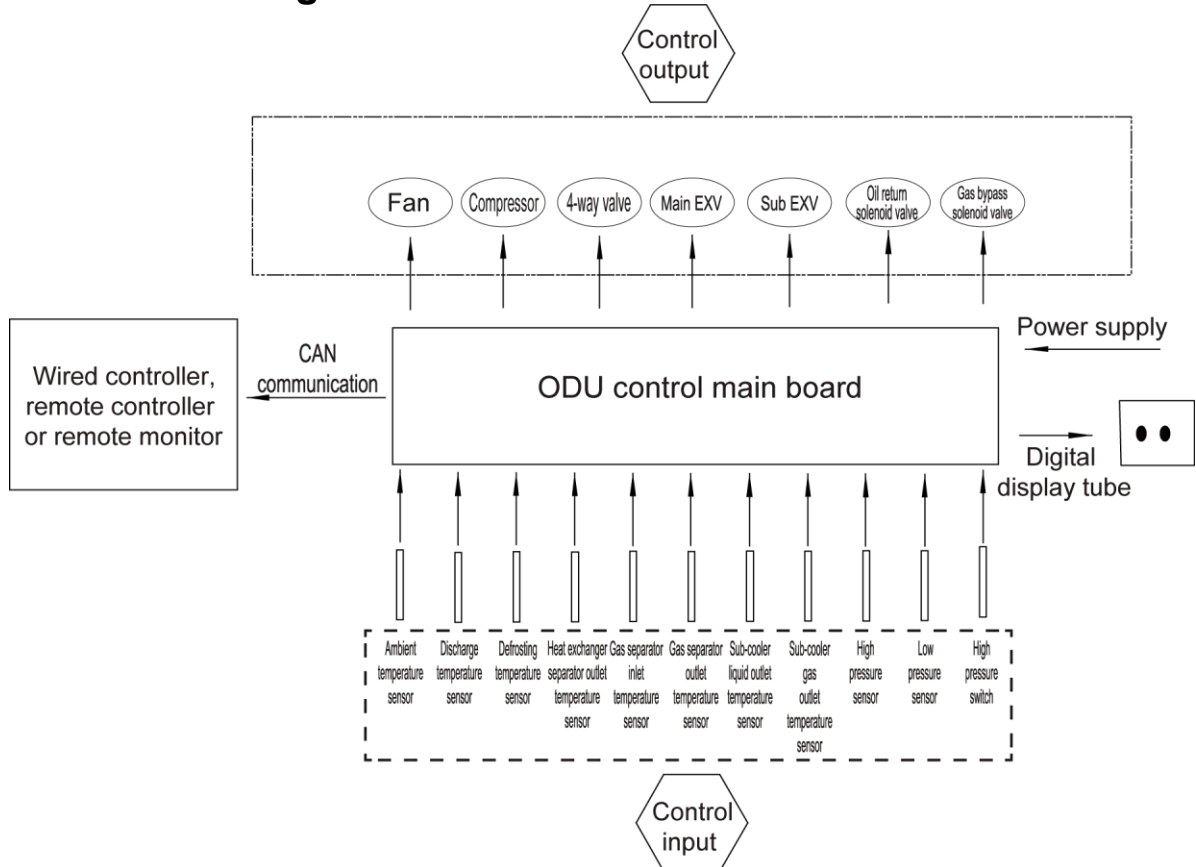 Control
output
Fan
Compressor
4-way valve
Main EXV
Sub EXV
Oil return
solenoid valve
Gas bypass
solenoid valve
Wired controller,
remote controller
or remote monitor
CAN
communication
ODU control main board
Power supply
Digital
display tube
Ambient
temperature
sensor
Discharge
temperature
sensor
Defrosting
temperature
sensor
Heat exchanger
separator outlet
temperature
sensor
Gas separator
inlet
temperature
sensor
Gas separator
outlet
temperature
sensor
Sub-cooler
liquid outlet
temperature
sensor
Sub-cooler
gas
outlet
temperature
sensor
High
pressure
sensor
Low
pressure
sensor
High
pressure
switch
Control
input